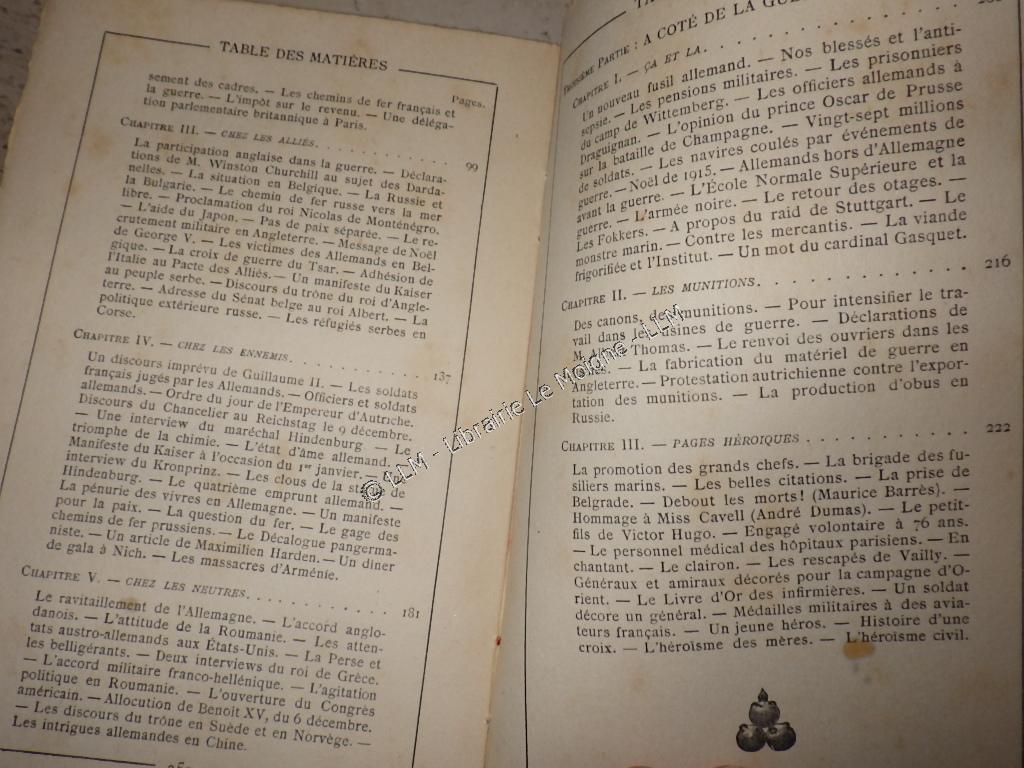 TABLE DES MATIÈRES
Pages.
sement des cadres. — Les chemins de fer français et
la guerre. — L'impôt sur le revenu. — Une déléga-
tion parlementaire britannique à Paris.
CHAPITRE III. — CHEZ LES ALLIÉS. . . . . . . . . . . . 99
La participation anglaise dans la guerre. — Déclara-
tions de M. Winston Churchill au sujet des Darda-
nelles. — La situation en Belgique. — La Russie et
la Bulgarie. — Le chemin de fer russe vers la mer
libre. — Proclamation du roi Nicolas de Monténégro.
— L'aide du Japon. — Pas de paix séparée. — Le re-
crutement militaire en Angleterre. — Message de Noël
de George V. — Les victimes des Allemands en Bel-
gique. — La croix de guerre du Tsar. — Adhésion de
l'Italie au Pacte des Alliés. — Un manifeste du Kaiser
au peuple serbe. — Discours du trône du roi d'Angle-
terre. — Adresse du Sénat belge au roi Albert. — La
politique extérieure russe. — Les réfugiés serbes en
Corse.
CHAPITRE IV. — CHEZ LES ENNEMIS. . . . . . . . . . . . 137
Un discours imprévu de Guillaume II. — Les soldats
français jugés par les Allemands. — Officiers et soldats
allemands. — Ordre du jour de l'Empereur d'Autriche.
Discours du Chancelier au Reichstag le 9 décembre.
— Une interview du maréchal Hindenburg. — Le
triomphe de la chimie. — L'état d'âme allemand. —
Manifeste du Kaiser à l'occasion du 1er janvier. —
interview du Kronprinz. — Les clous de la de
Hindenburg. — Le quatrième emprunt allemand. —
La pénurie des vivres en Allemagne. — Un manifeste
pour la paix. — La question du fer. — Le gage des
chemins de fer prussiens. — Le Décalogue pangerma-
niste. — Un article de Maximilien Harden. — Un dîner
de gala à Nich. — Les massacres d'Arménie.
CHAPITRE V. — CHEZ LES NEUTRES. . . . . . . . . . . . 181
Le ravitaillement de l'Allemagne. — L'accord anglo-
danois. — L'attitude de la Roumanie. — Les atten-
tats austro-allemands aux États-Unis. — La Perse et
les belligérants. — Deux interviews du roi de Grèce.
— L'accord militaire franco-hellénique. — L'agitation
politique en Roumanie. — L'ouverture du Congrès
américain. — Allocution de Benoît XV, du 6 décembre.
— Les discours du trône en Suède et en Norvège. —
Les intrigues allemandes en Chine.
TROISIÈME PARTIE : A COTÉ DE LA
CHAPITRE I. — ÇA ET LA. . . . . . . . . . . .
Un nouveau fusil allemand. — Nos blessés et l'anti-
sepsie. — Les pensions militaires. — Les prisonniers
du camp de Wittemberg. — Les officiers allemands à
Draguignan. — L'opinion du prince Oscar de Prusse
sur la bataille de Champagne. — Vingt-sept millions
de soldats. — Les navires coulés par événements de
guerre. — Noël de 1915. — Allemands hors d'Allemagne
avant la guerre. — L'École Normale Supérieure et la
guerre. — L'armée noire. — Le retour des otages. —
Les Fokkers. — A propos du raid de Stuttgart. — Le
monstre marin. — Contre les mercantis. — La viande
frigorifiée et l'Institut. — Un mot du cardinal Gasquet.
CHAPITRE II. — LES MUNITIONS. . . . . . . . . . . . 216
Des canons, des munitions. — Pour intensifier le tra-
vail dans les usines de guerre. — Déclarations de
M. Thomas. — Le renvoi des ouvriers dans les
— La fabrication du matériel de guerre en
Angleterre. — Protestation autrichienne contre l'expor-
tation des munitions. — La production d'obus en
Russie.
CHAPITRE III. — PAGES HÉROIQUES . . . . . . . . . . . . 222
La promotion des grands chefs. — La brigade des fu-
siliers marins. — Les belles citations. — La prise de
Belgrade. — Debout les morts! (Maurice Barrès). —
Hommage à Miss Cavell (André Dumas). — Le petit-
fils de Victor Hugo. — Engagé volontaire à 76 ans.
— Le personnel médical des hôpitaux parisiens. — En
chantant. — Le clairon. — Les rescapés de Vailly. —
Généraux et amiraux décorés pour la campagne d'O-
rient. — Le Livre d'Or des infirmières. — Un soldat
décore un général. — Médailles militaires à des avia-
teurs français. — Un jeune héros. — Histoire d'une
croix. — L'héroïsme des mères. — L'héroïsme civil.
© LLM - Librairie Le Moigne - LLM